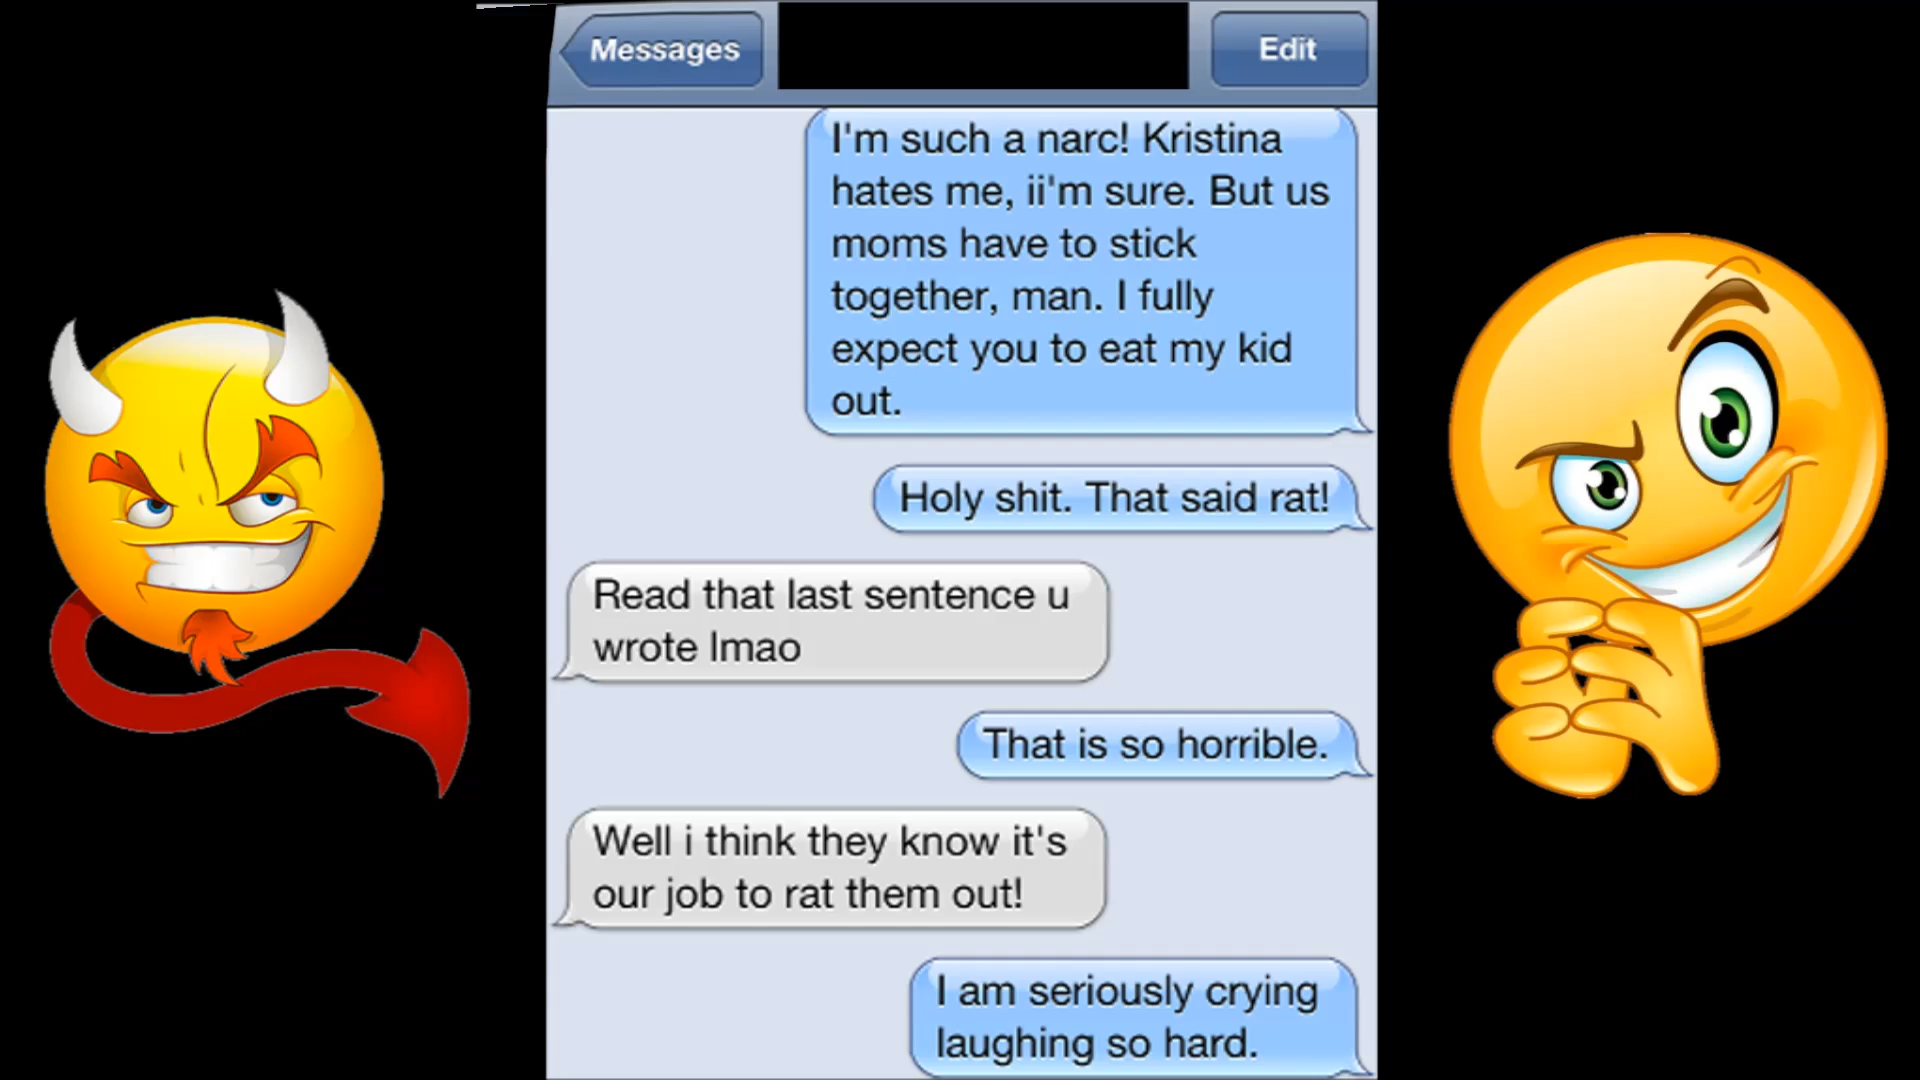 Messages
Edit
I'm such a narc! Kristina
hates me, ii'm sure. But us
moms have to stick
together, man. I fully
expect you to eat my kid
out.
Holy shit. That said rat!
Read that last sentence u
wrote lmao
That is so horrible.
Well i think they know it's
our job to rat them out!
I am seriously crying
laughing so hard.